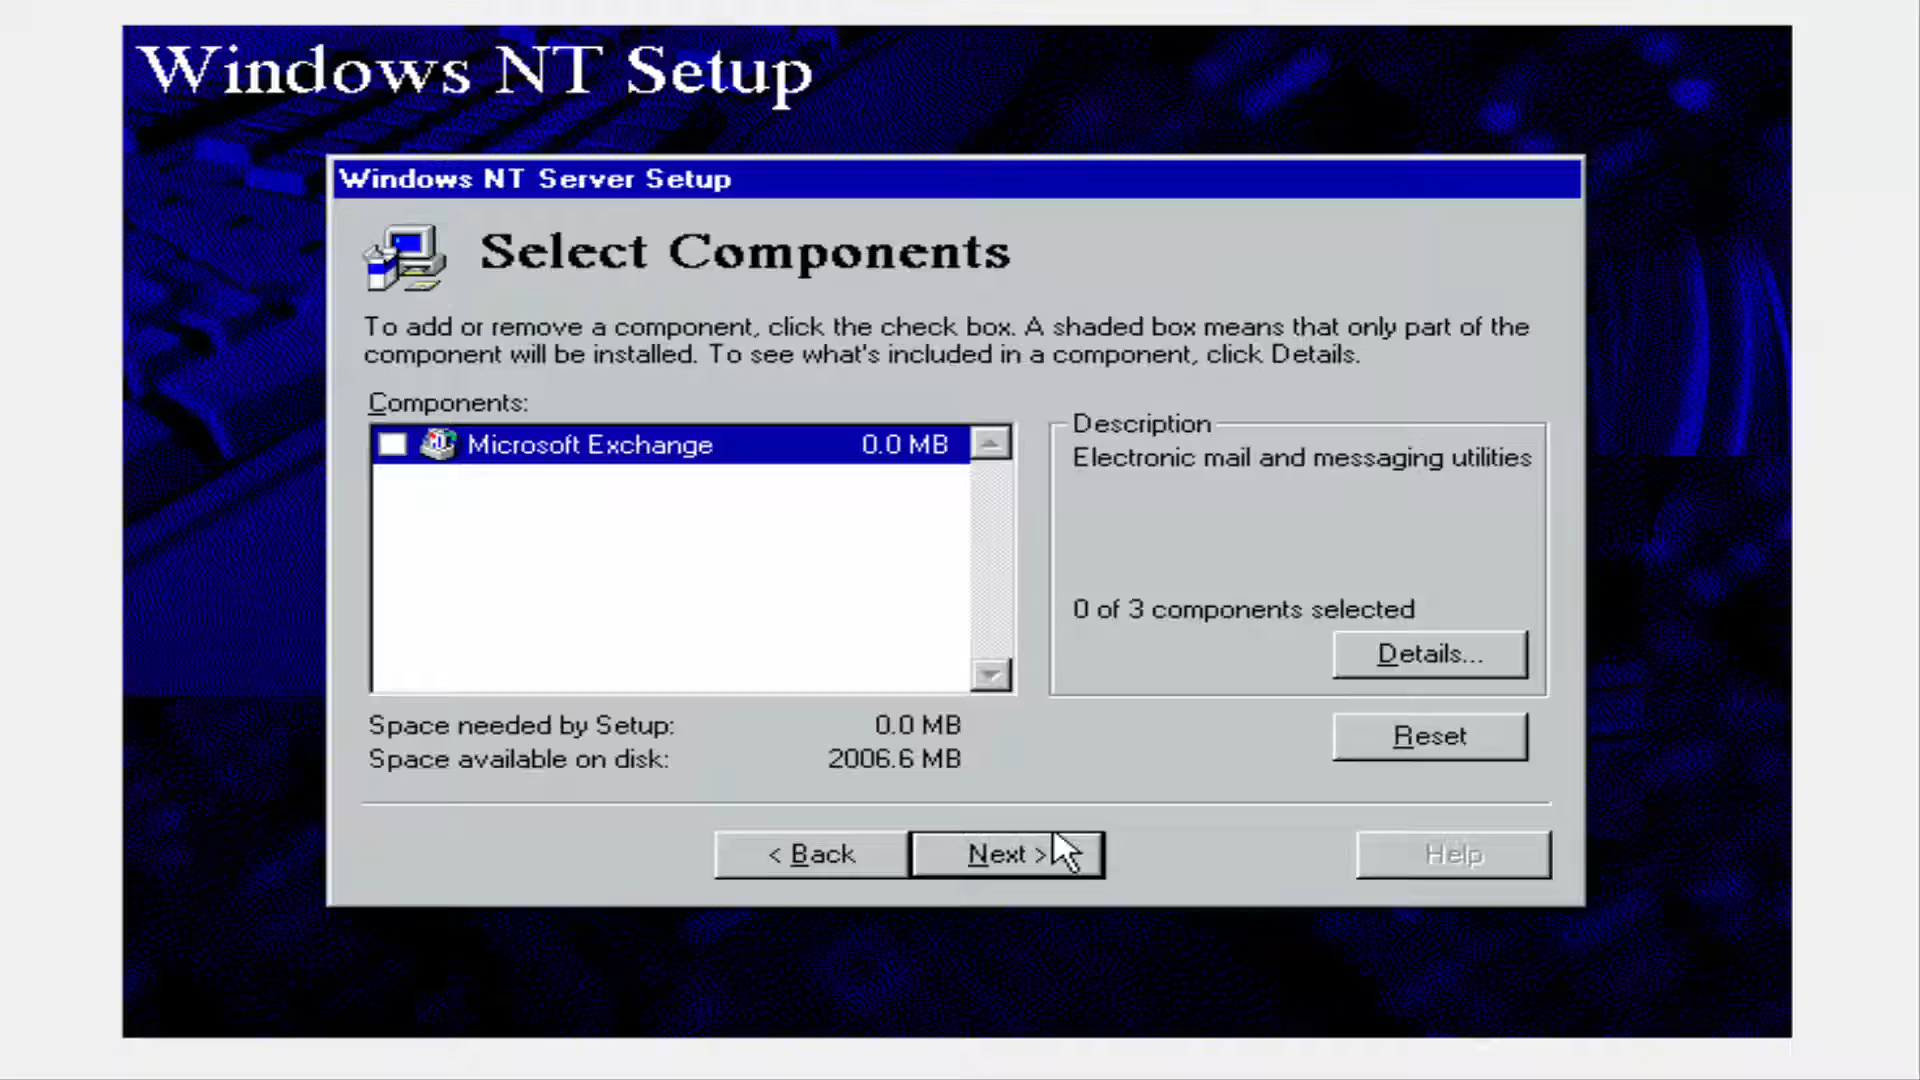 Windows NT Setup
Windows NT Server Setup
Select Components
To add or remove a component, click the check box. A shaded box means that only part of the
component will be installed. To see what's included in a component, click Details.
Components:
Microsoft Exchange 0.0 MB
Description
Electronic mail and messaging utilities
0 of 3 components selected
Details...
Space needed by Setup: 0.0 MB
Space available on disk: 2006.6 MB
Reset
< Back
Next >
Help